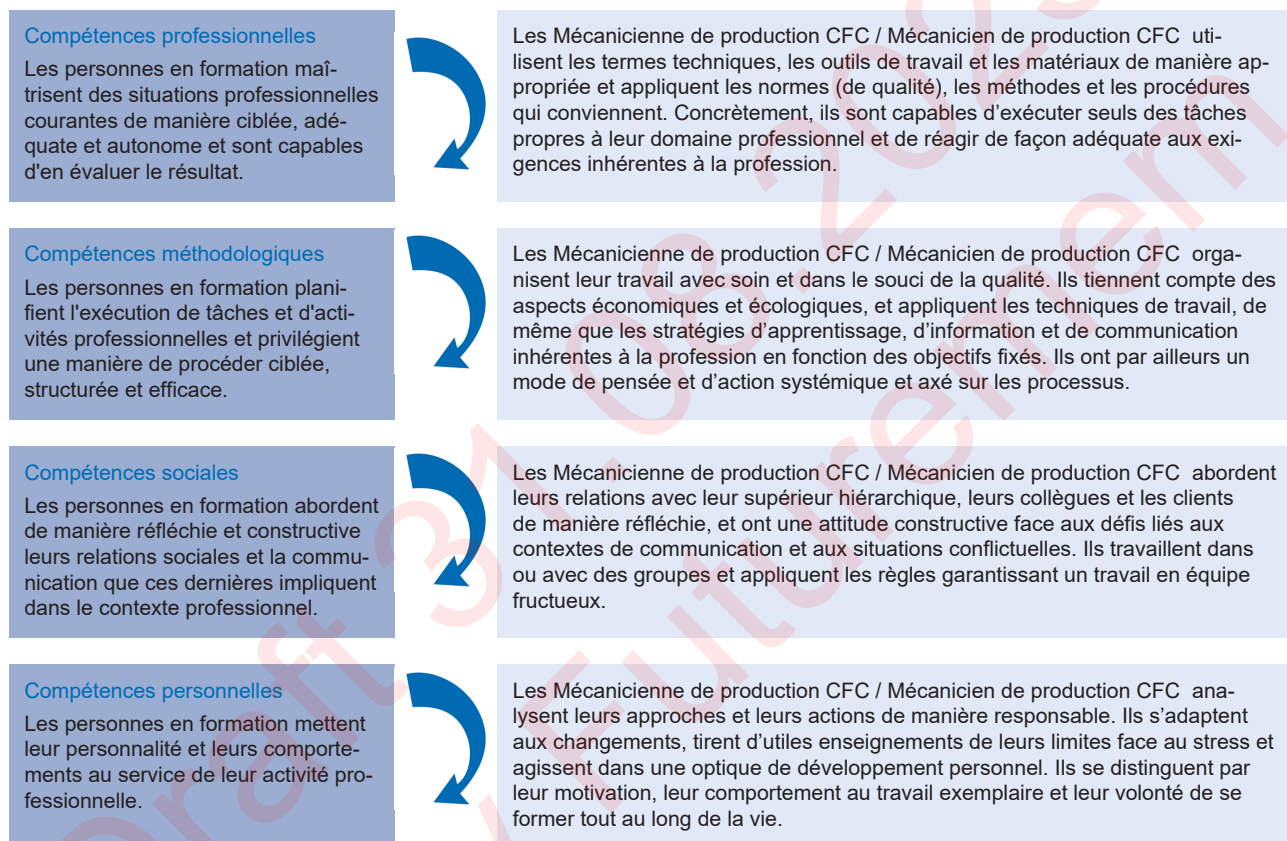 Compétences professionnelles
Les personnes en formation maî-
trisent des situations professionnelles
courantes de manière ciblée, adé-
quate et autonome et sont capables
d'en évaluer le résultat.
Les Mécanicienne de production CFC / Mécanicien de production CFC uti-
lisent les termes techniques, les outils de travail et les matériaux de manière ap-
propriée et appliquent les normes (de qualité), les méthodes et les procédures
qui conviennent. Concrètement, ils sont capables d’exécuter seuls des tâches
propres à leur domaine professionnel et de réagir de façon adéquate aux exi-
gences inhérentes à la profession.
Compétences méthodologiques
Les personnes en formation plani-
fient l'exécution de tâches et d'acti-
vités professionnelles et privilégient
une manière de procéder ciblée,
structurée et efficace.
Les Mécanicienne de production CFC / Mécanicien de production CFC orga-
nisent leur travail avec soin et dans le souci de la qualité. Ils tiennent compte des
aspects économiques et écologiques, et appliquent les techniques de travail, de
même que les stratégies d’apprentissage, d’information et de communication
inhérentes à la profession en fonction des objectifs fixés. Ils ont par ailleurs un
mode de pensée et d’action systémique et axé sur les processus.
Compétences sociales
Les personnes en formation abordent
de manière réfléchie et constructive
leurs relations sociales et la commu-
nication que ces dernières impliquent
dans le contexte professionnel.
Les Mécanicienne de production CFC / Mécanicien de production CFC abordent
leurs relations avec leur supérieur hiérarchique, leurs collègues et les clients
de manière réfléchie, et ont une attitude constructive face aux défis liés aux
contextes de communication et aux situations conflictuelles. Ils travaillent dans
ou avec des groupes et appliquent les règles garantissant un travail en équipe
fructueux.
Compétences personnelles
Les personnes en formation mettent
leur personnalité et leurs comporte-
ments au service de leur activité pro-
fessionnelle.
Les Mécanicienne de production CFC / Mécanicien de production CFC ana-
lysent leurs approches et leurs actions de manière responsable. Ils s’adaptent
aux changements, tirent d’utiles enseignements de leurs limites face au stress et
agissent dans une optique de développement personnel. Ils se distinguent par
leur motivation, leur comportement au travail exemplaire et leur volonté de se
former tout au long de la vie.
Draft 31.08.202
Futuremem